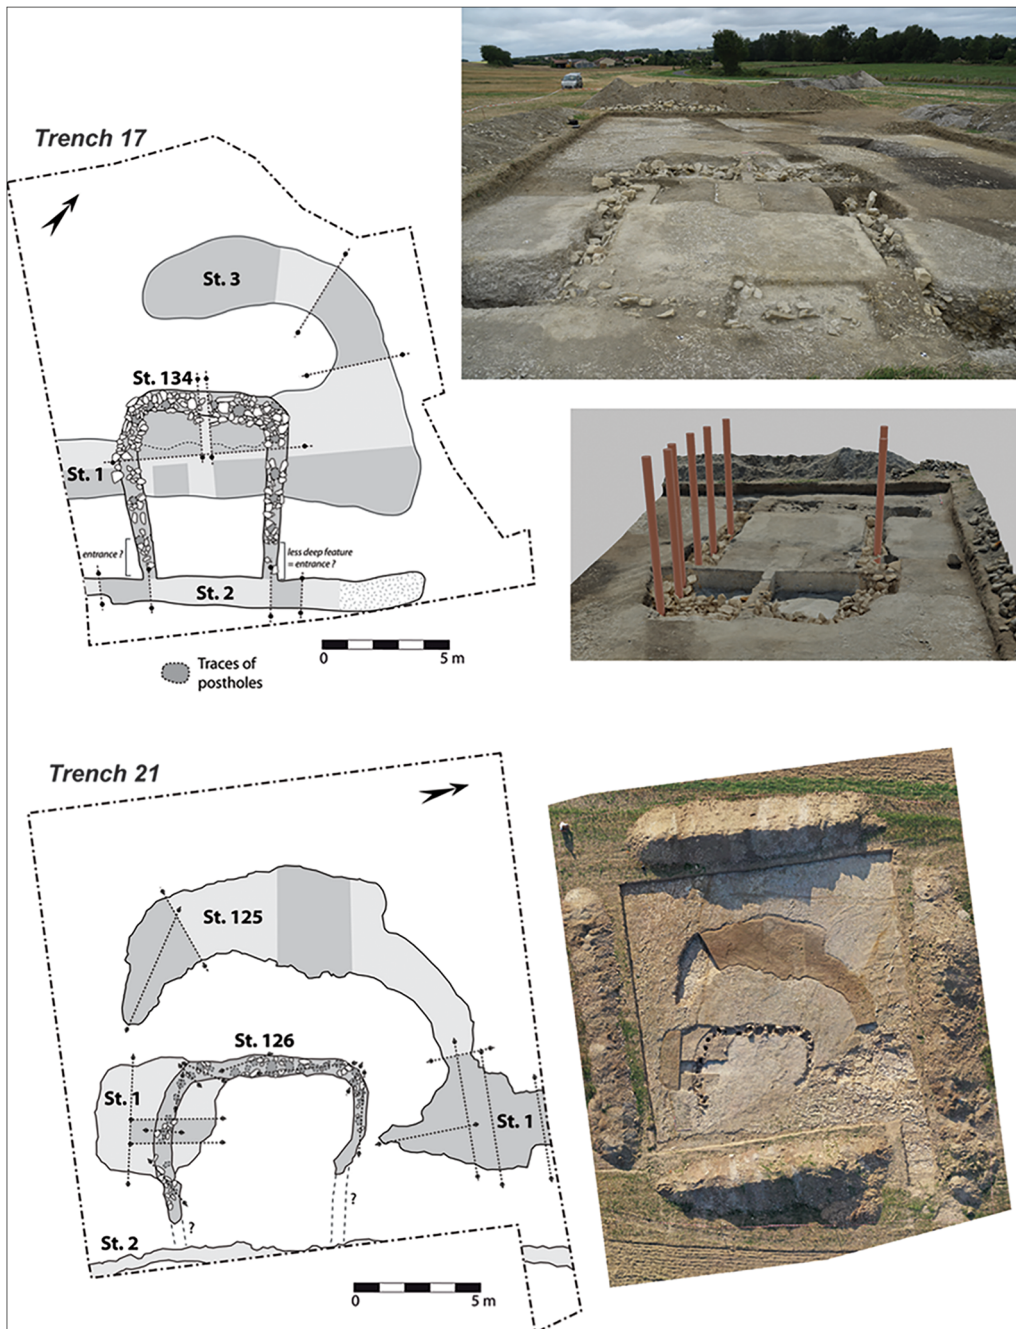 Trench 17
St. 3
St. 134
St. 1
entrance ?
less deep feature
= entrance ?
St. 2
0 5 m
Traces of
postholes
Trench 21
St. 125
St. 126
St. 1
St. 1
?
?
St. 2
0 5 m